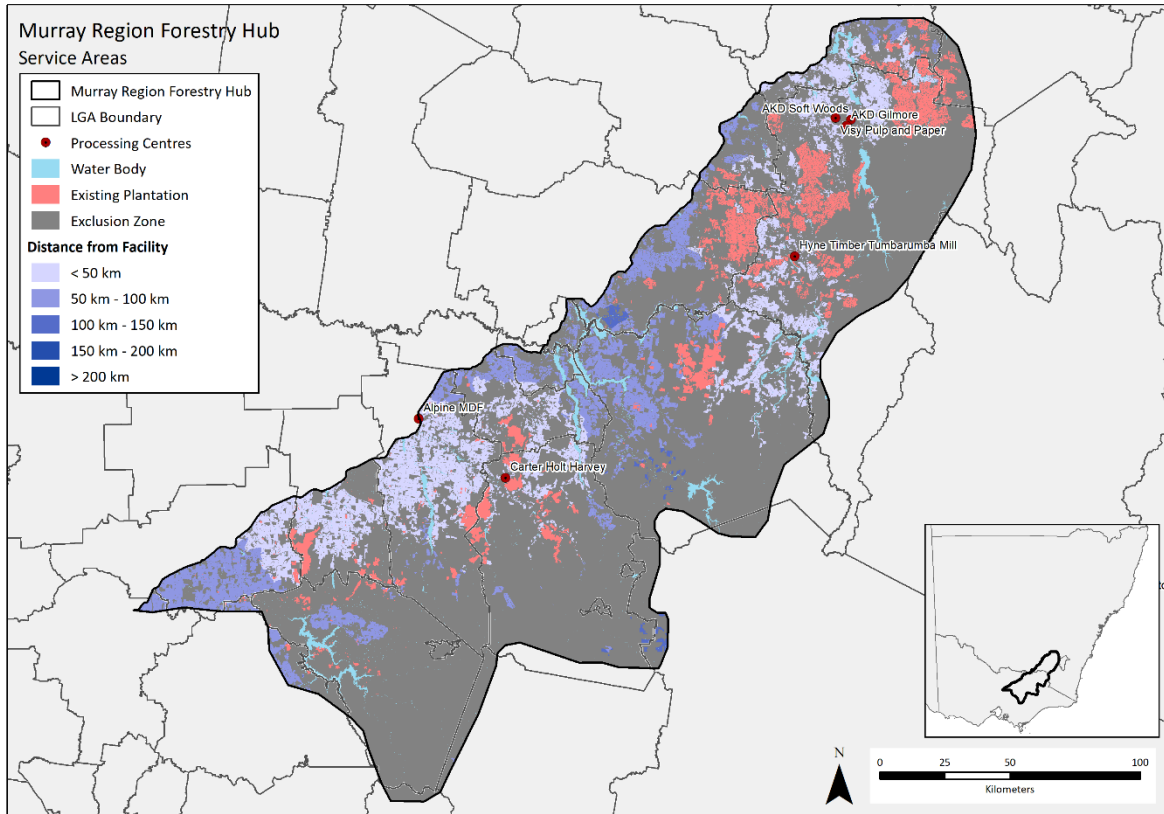 Murray Region Forestry Hub
Service Areas
Murray Region Forestry Hub
LGA Boundary
Processing Centres
Water Body
Existing Plantation
Exclusion Zone
Distance from Facility
< 50 km
50 km - 100 km
100 km - 150 km
150 km - 200 km
> 200 km
AKD Soft Woods
AKD Gilmore
Visy Pulp and Paper
Hyne Timber Tumbarumba Mill
Alpine MDF
Carter Holt Harvey
N
0 25 50 100
Kilometers